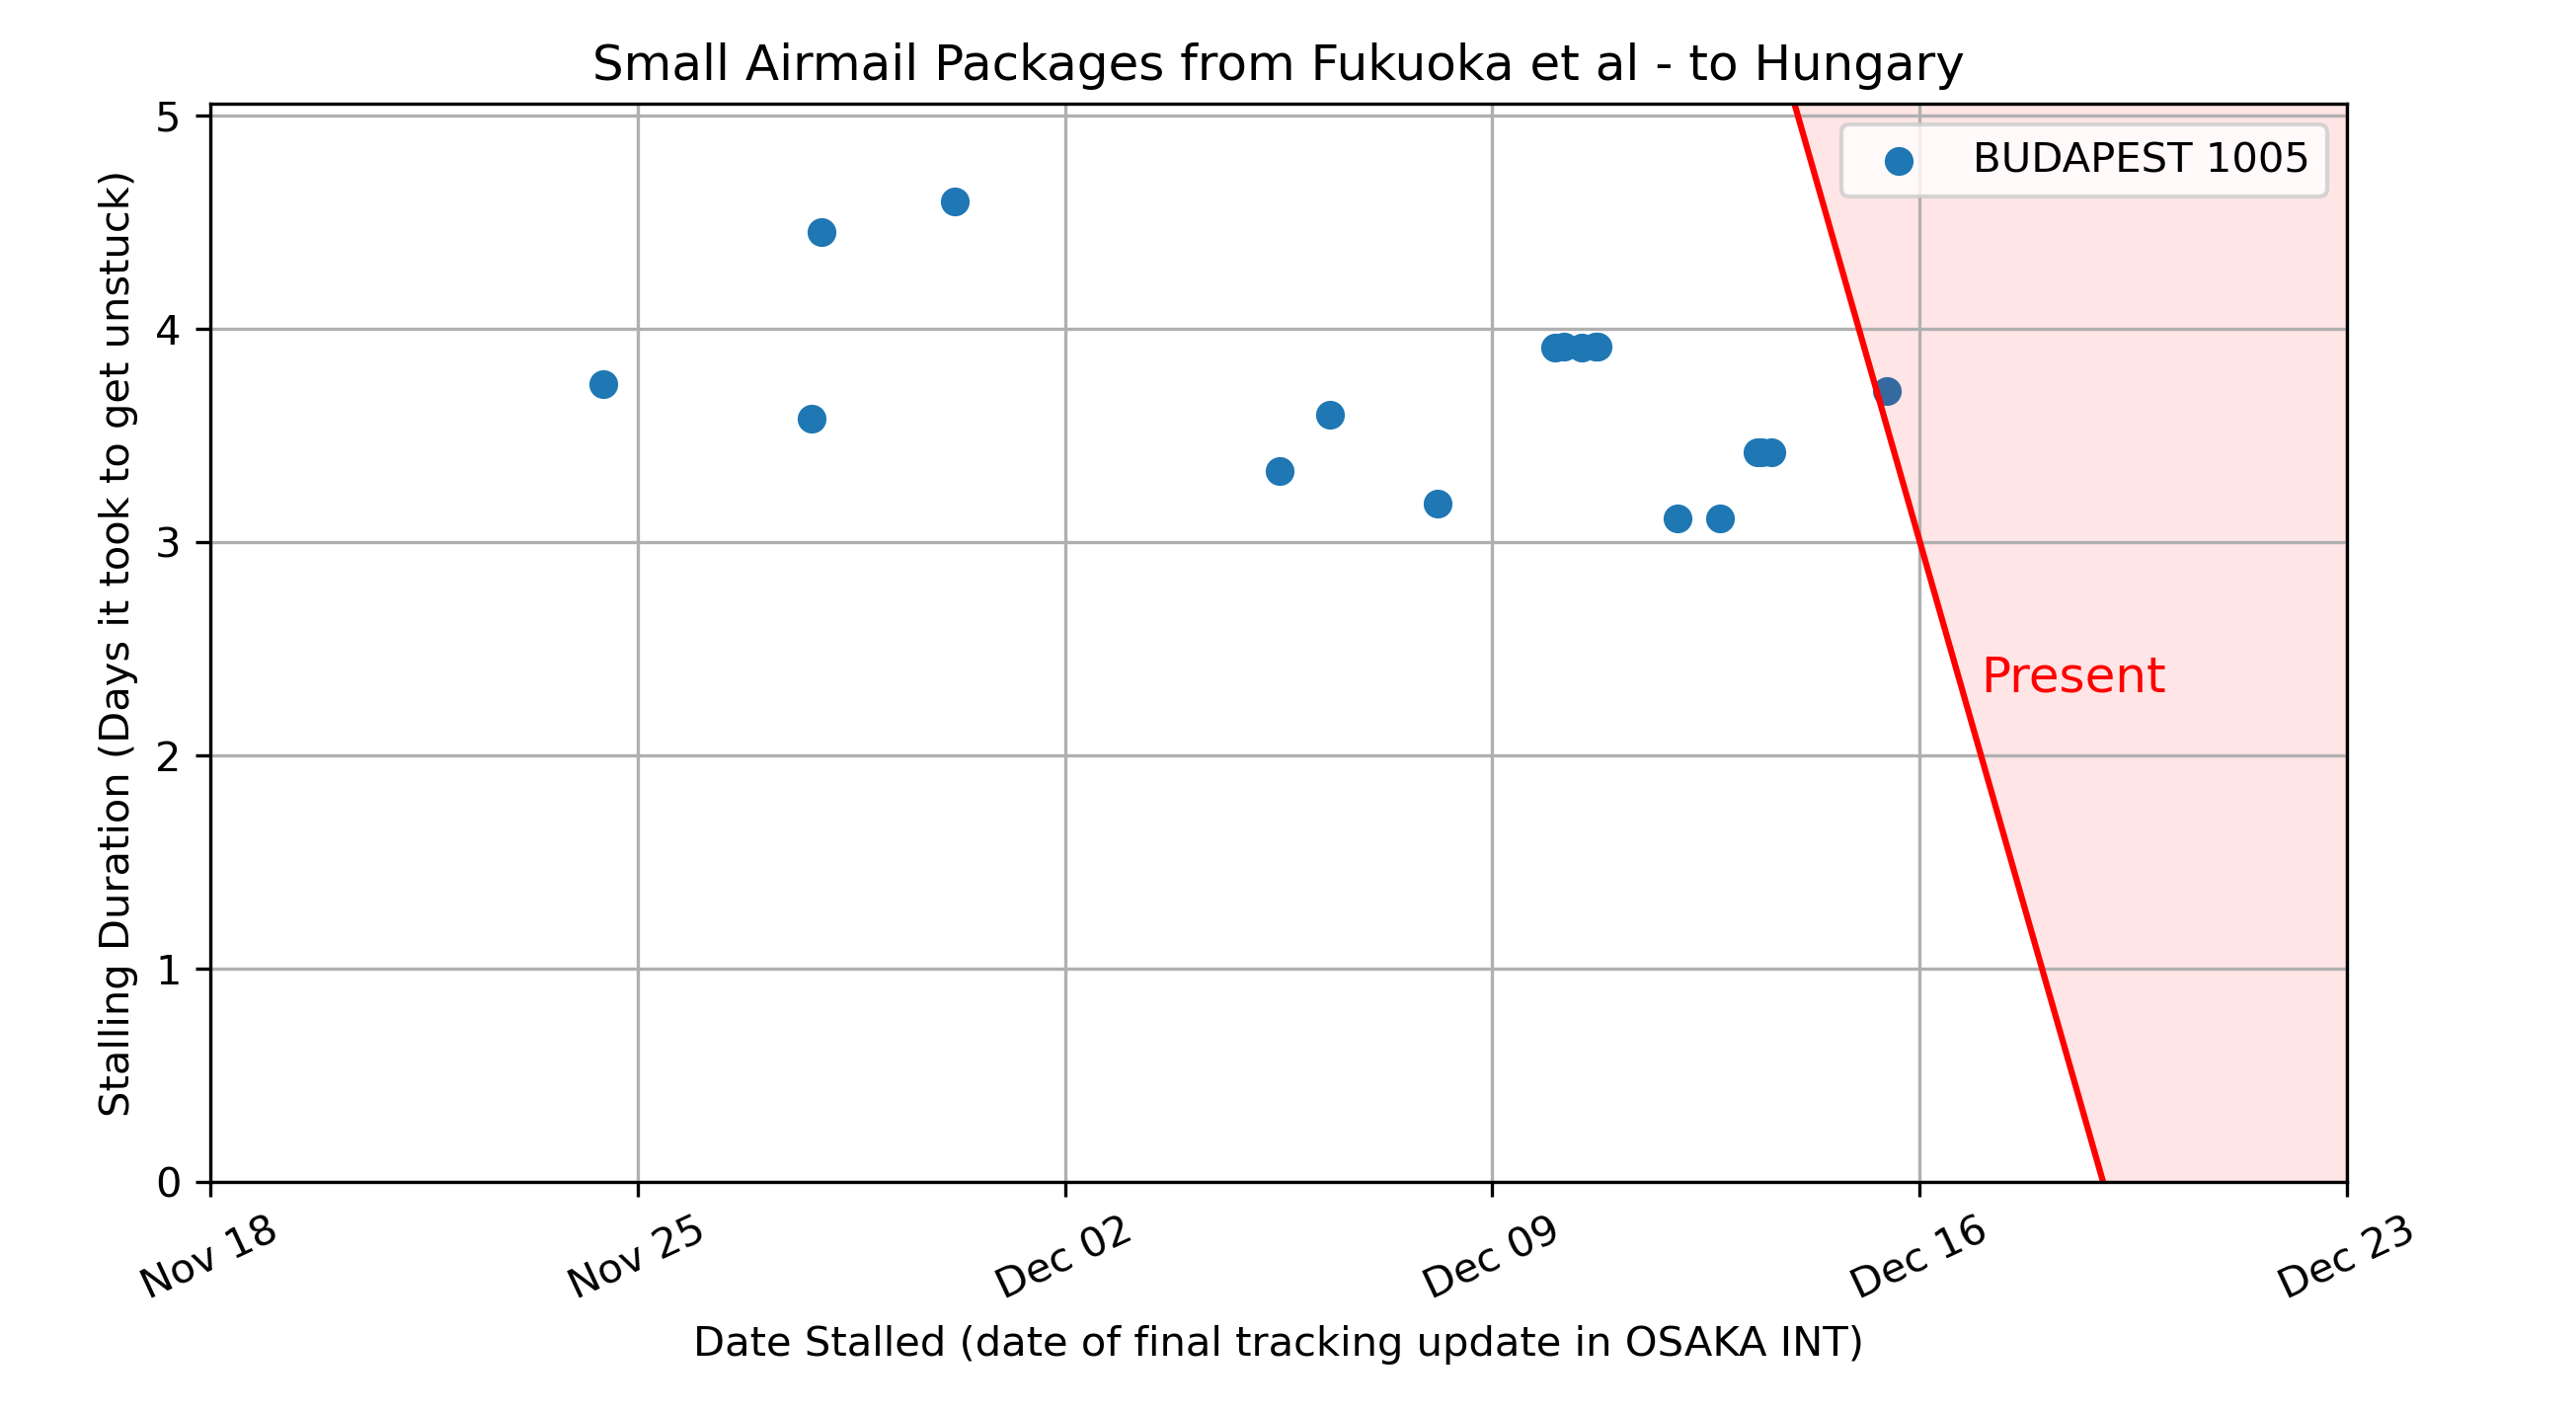 Small Airmail Packages from Fukuoka et al - to Hungary
Stalling Duration (Days it took to get unstuck)
5
4
3
2
1
0
BUDAPEST 1005
Present
Nov 18
Nov 25
Dec 02
Dec 09
Dec 16
Dec 23
Date Stalled (date of final tracking update in OSAKA INT)